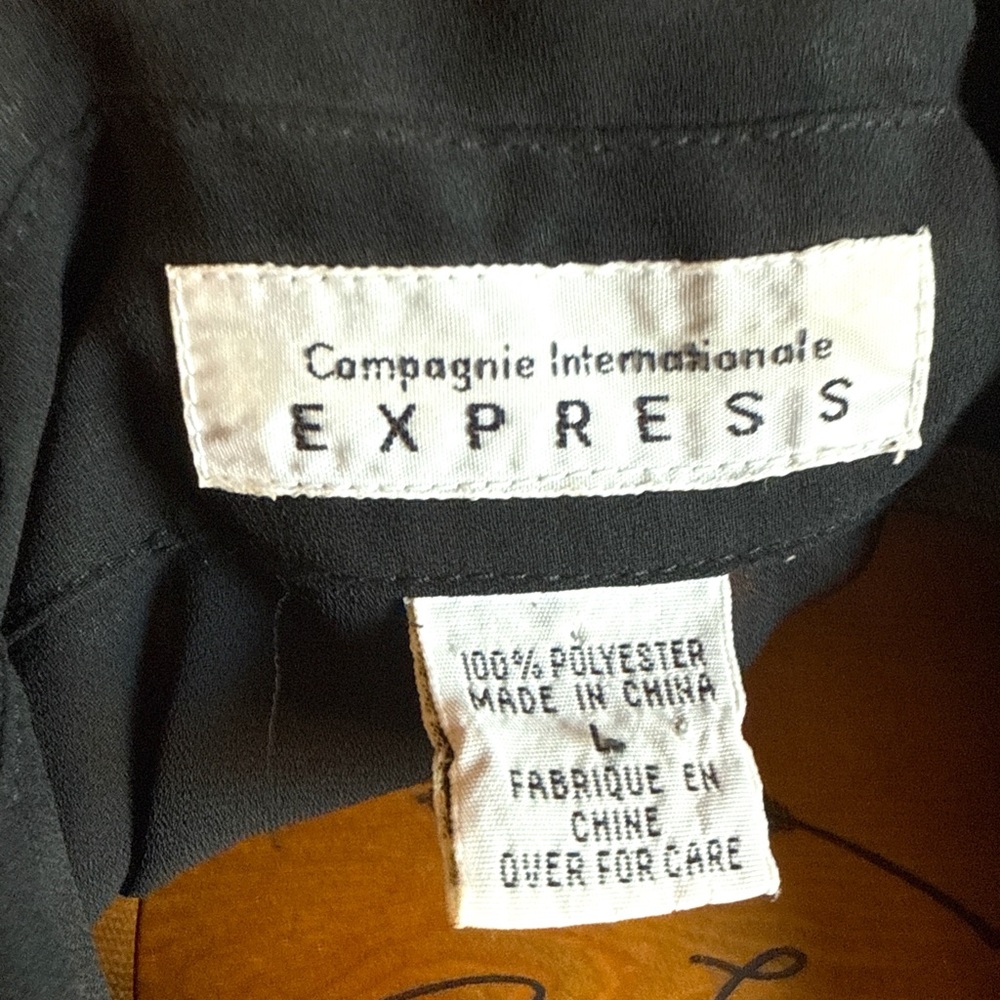 Compagnie Internationale
EXPRESS
100% POLYESTER
MADE IN CHINA
L
FABRIQUE EN
CHINE
OVER FOR CARE